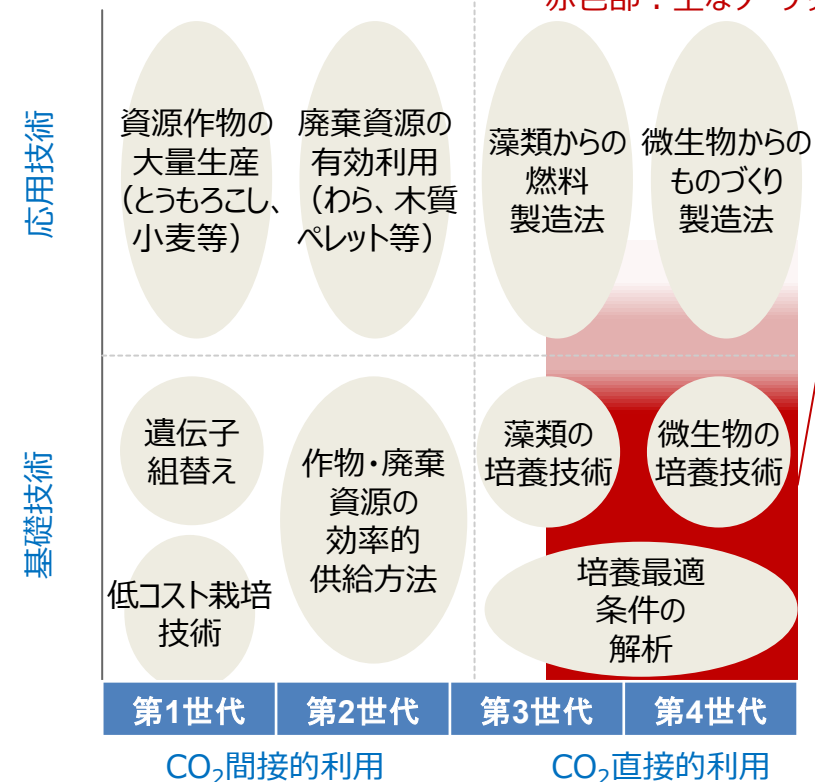 応用技術
資源作物の
大量生産
（とうもろこし、
小麦等）
廃棄資源の
有効利用
（わら、木質
ペレット等）
藻類からの
燃料
製造法
微生物からの
ものづくり
製造法
基礎技術
遺伝子
組替え
低コスト栽培
技術
作物・廃棄
資源の
効率的
供給方法
藻類の
培養技術
微生物の
培養技術
培養最適
条件の
解析
第1世代
第2世代
第3世代
第4世代
CO₂間接的利用
CO₂直接的利用